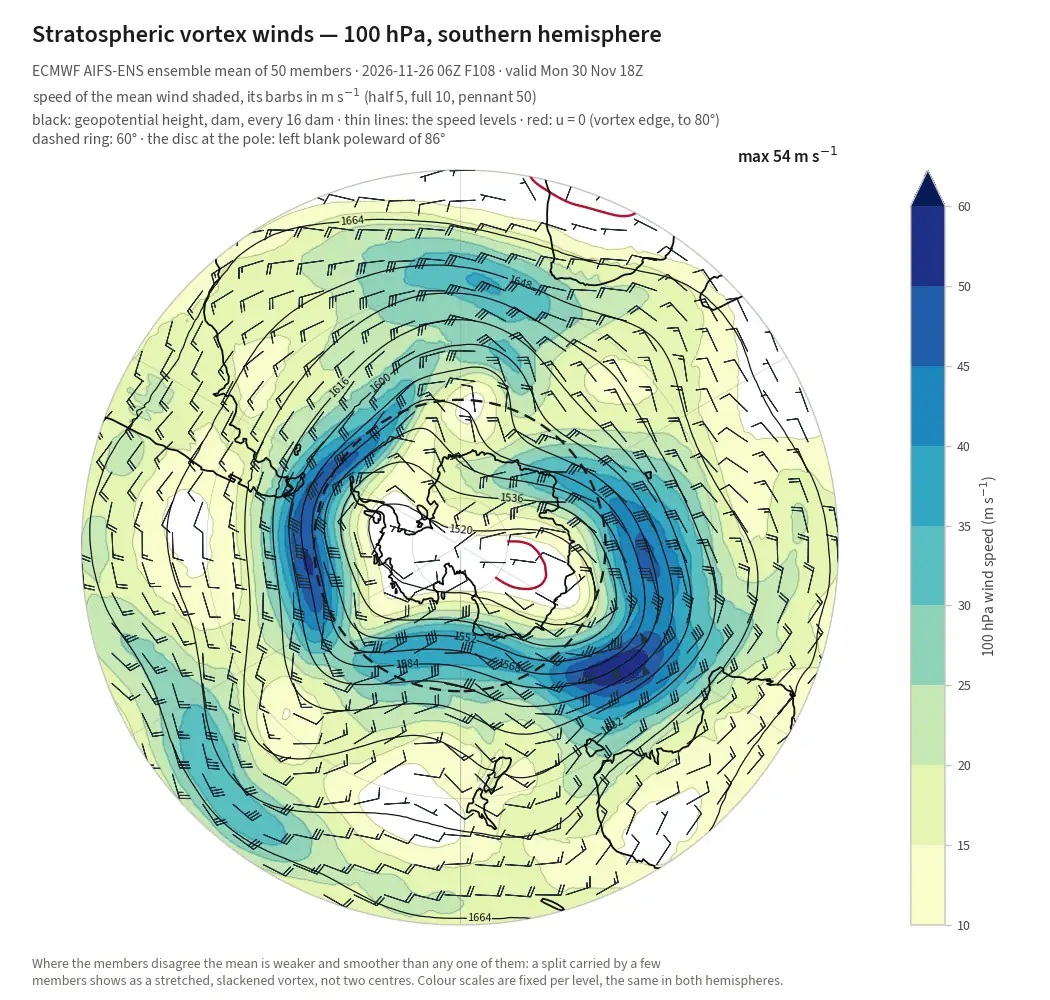 Stratospheric vortex winds — 100 hPa, southern hemisphere
ECMWF AIFS-ENS ensemble mean of 50 members · 2026-11-26 06Z F108 · valid Mon 30 Nov 18Z
speed of the mean wind shaded, its barbs in m s⁻¹ (half 5, full 10, pennant 50)
black: geopotential height, dam, every 16 dam · thin lines: the speed levels · red: u = 0 (vortex edge, to 80°)
dashed ring: 60° · the disc at the pole: left blank poleward of 86°
max 54 m s⁻¹
1664
1648
1616
1600
1536
1520
1552
1584
1568
1664
60
50
45
40
35
30
25
20
15
10
100 hPa wind speed (m s⁻¹)
Where the members disagree the mean is weaker and smoother than any one of them: a split carried by a few
members shows as a stretched, slackened vortex, not two centres. Colour scales are fixed per level, the same in both hemispheres.